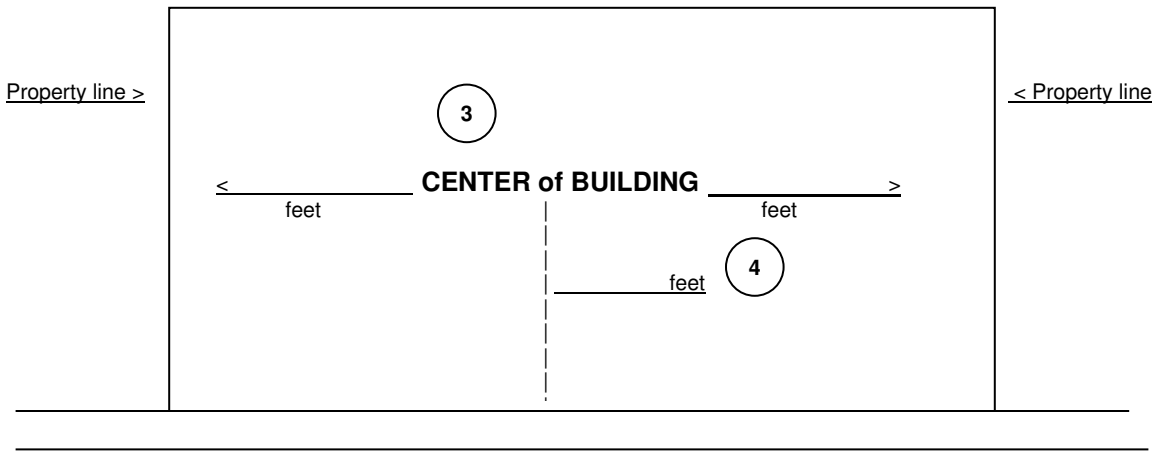 Property line > < Property line
3
< CENTER of BUILDING >
feet feet
4
feet